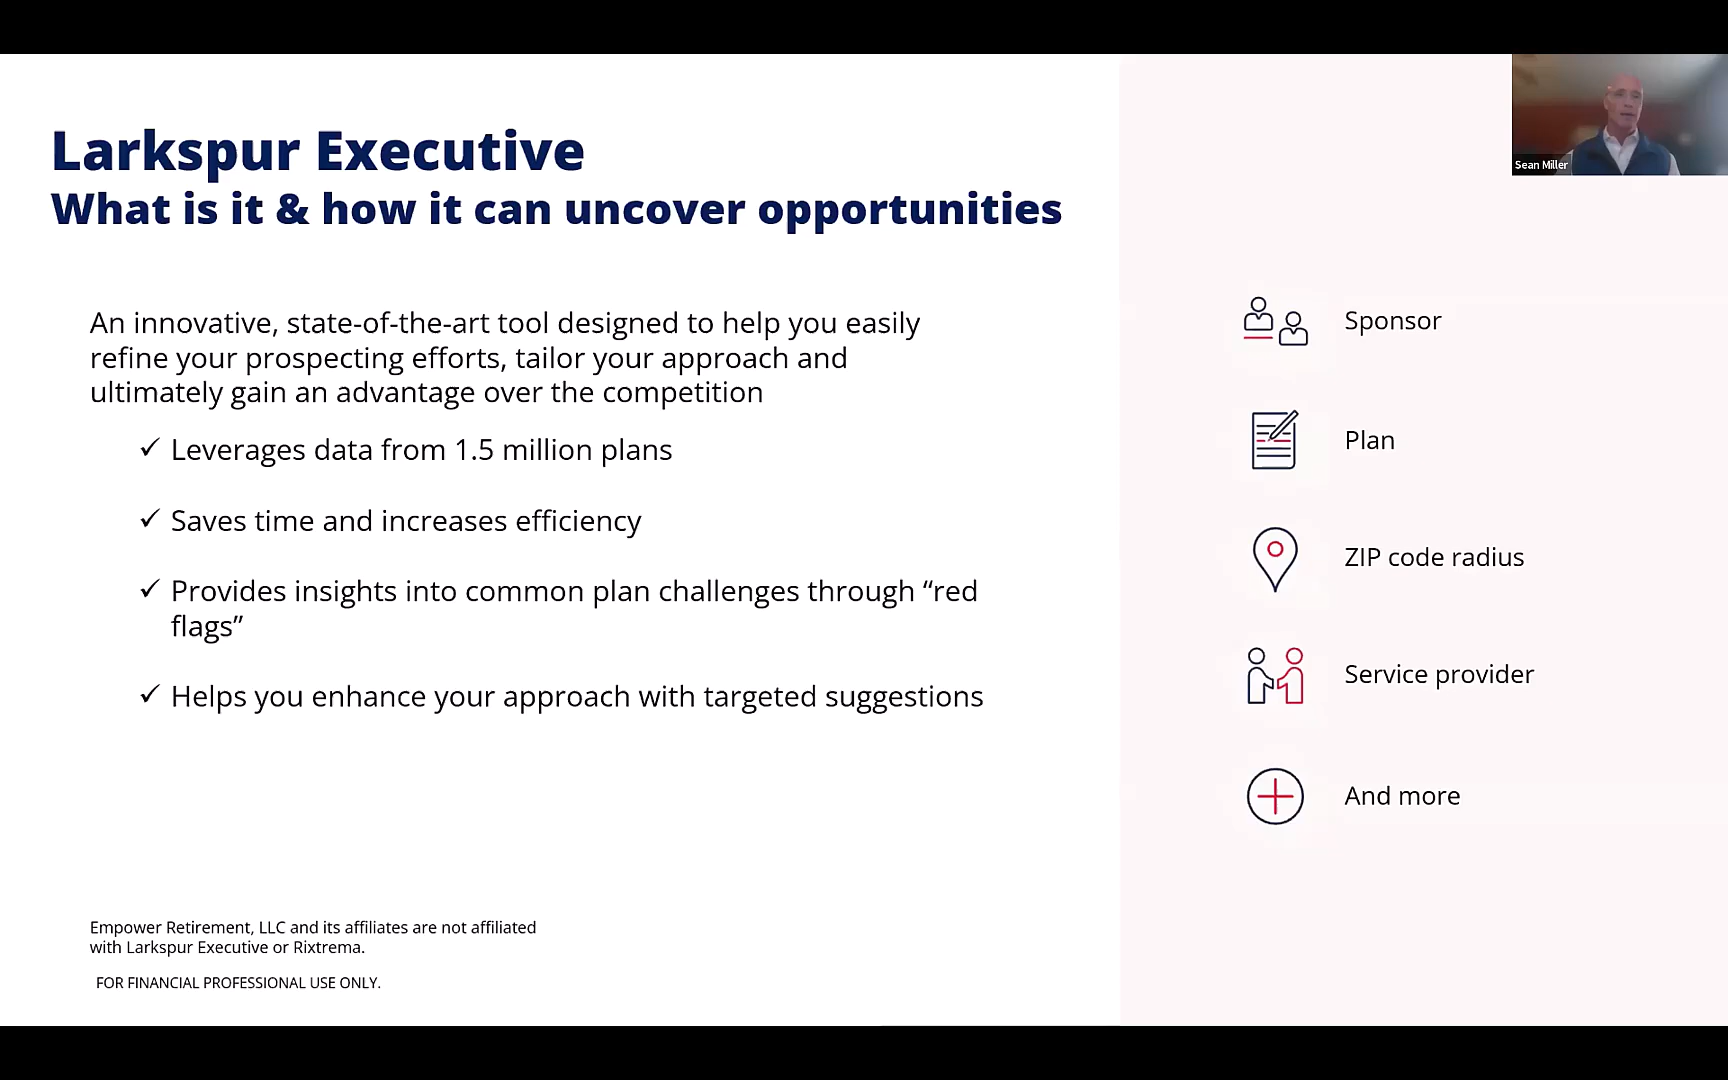 Larkspur Executive
What is it & how it can uncover opportunities
Sean Miller
An innovative, state-of-the-art tool designed to help you easily
refine your prospecting efforts, tailor your approach and
ultimately gain an advantage over the competition
✓ Leverages data from 1.5 million plans
✓ Saves time and increases efficiency
✓ Provides insights into common plan challenges through “red
flags”
✓ Helps you enhance your approach with targeted suggestions
Sponsor
Plan
ZIP code radius
Service provider
And more
Empower Retirement, LLC and its affiliates are not affiliated
with Larkspur Executive or Rixtrema.
FOR FINANCIAL PROFESSIONAL USE ONLY.